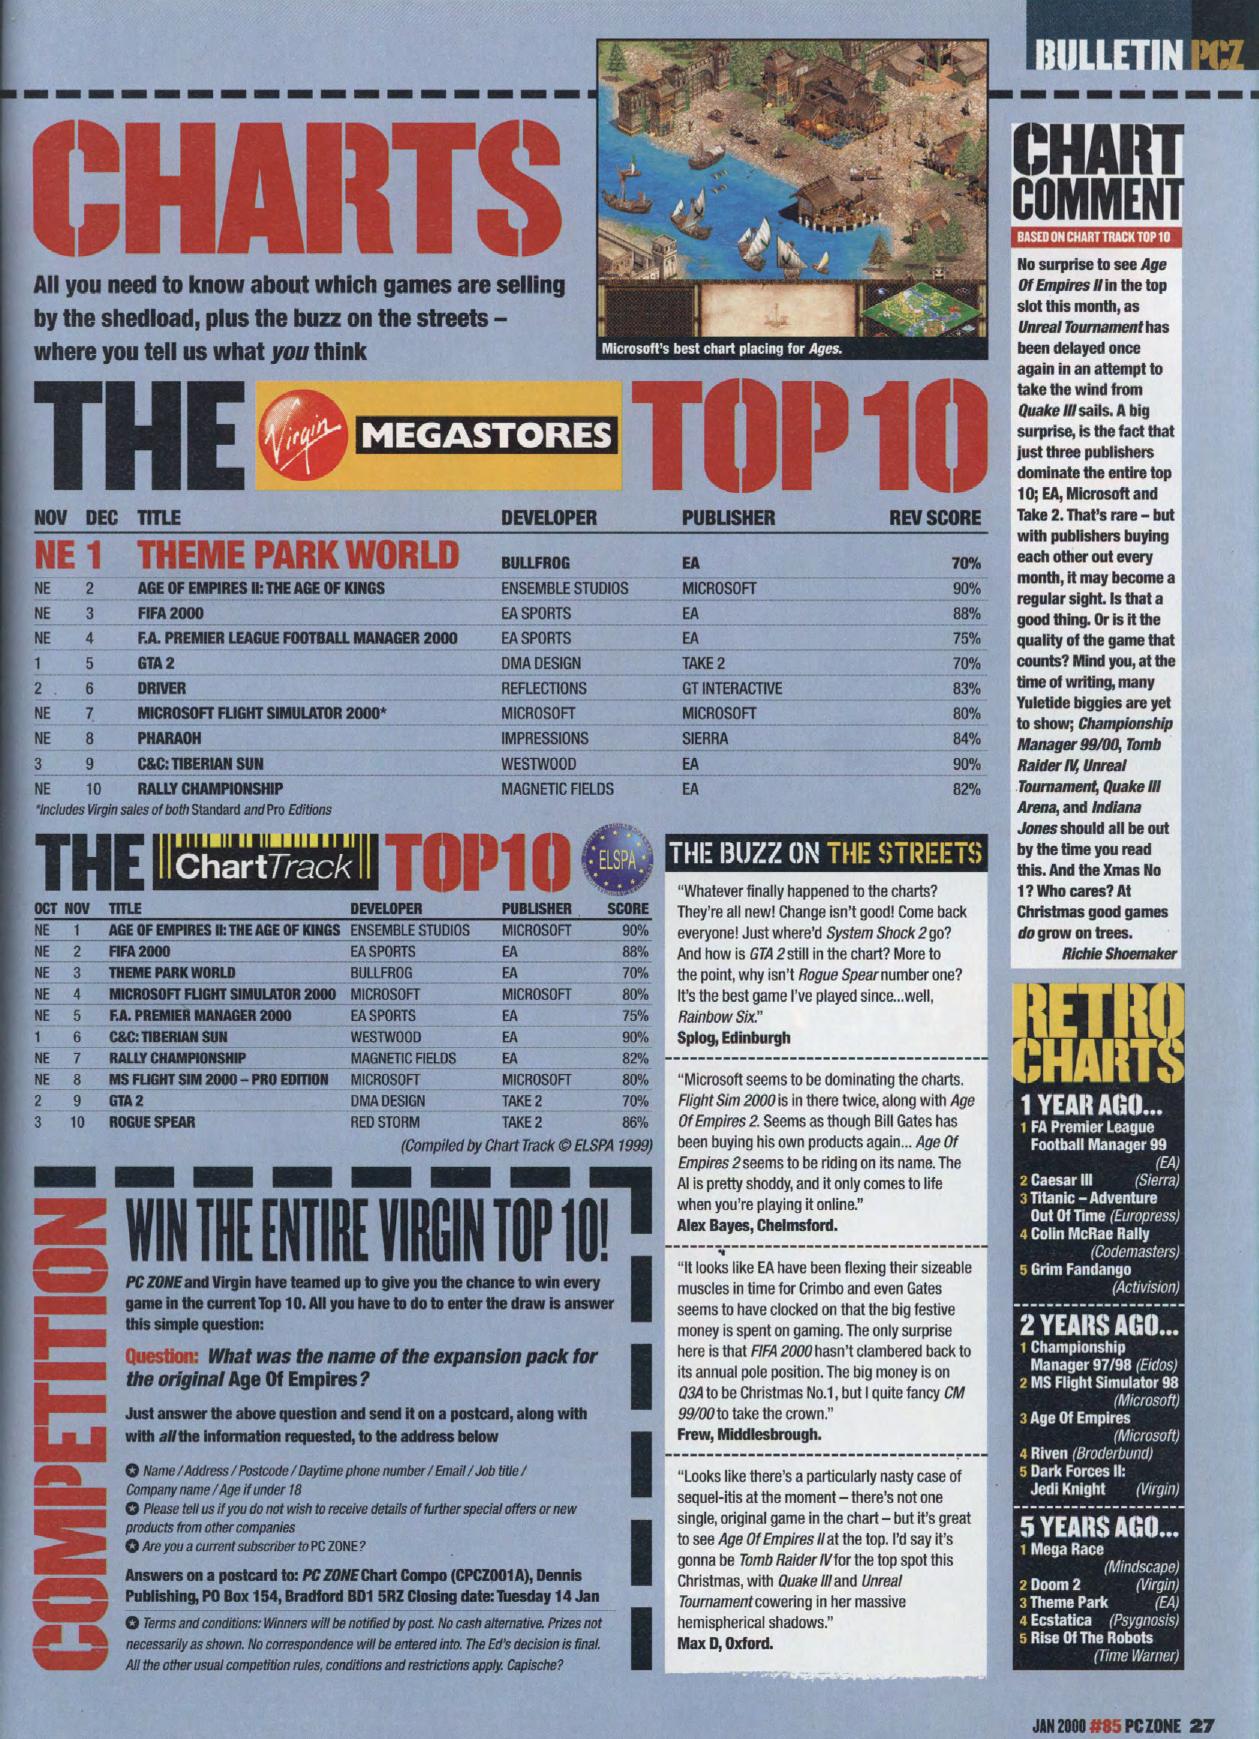 BULLETIN PCZ
CHARTS
All you need to know about which games are selling
by the shedload, plus the buzz on the streets –
where you tell us what you think
Microsoft's best chart placing for Ages.
THE Virgin MEGASTORES TOP 10
NOV DEC TITLE DEVELOPER PUBLISHER REV SCORE
NE 1 THEME PARK WORLD BULLFROG EA 70%
NE 2 AGE OF EMPIRES II: THE AGE OF KINGS ENSEMBLE STUDIOS MICROSOFT 90%
NE 3 FIFA 2000 EA SPORTS EA 88%
NE 4 F.A. PREMIER LEAGUE FOOTBALL MANAGER 2000 EA SPORTS EA 75%
1 5 GTA 2 DMA DESIGN TAKE 2 70%
2 6 DRIVER REFLECTIONS GT INTERACTIVE 83%
NE 7 MICROSOFT FLIGHT SIMULATOR 2000* MICROSOFT MICROSOFT 80%
NE 8 PHARAOH IMPRESSIONS SIERRA 84%
3 9 C&C: TIBERIAN SUN WESTWOOD EA 90%
NE 10 RALLY CHAMPIONSHIP MAGNETIC FIELDS EA 82%
*Includes Virgin sales of both Standard and Pro Editions
THE ChartTrack TOP10 ELSPA
OCT NOV TITLE DEVELOPER PUBLISHER SCORE
NE 1 AGE OF EMPIRES II: THE AGE OF KINGS ENSEMBLE STUDIOS MICROSOFT 90%
NE 2 FIFA 2000 EA SPORTS EA 88%
NE 3 THEME PARK WORLD BULLFROG EA 70%
NE 4 MICROSOFT FLIGHT SIMULATOR 2000 MICROSOFT MICROSOFT 80%
NE 5 F.A. PREMIER MANAGER 2000 EA SPORTS EA 75%
1 6 C&C: TIBERIAN SUN WESTWOOD EA 90%
NE 7 RALLY CHAMPIONSHIP MAGNETIC FIELDS EA 82%
NE 8 MS FLIGHT SIM 2000 – PRO EDITION MICROSOFT MICROSOFT 80%
2 9 GTA 2 DMA DESIGN TAKE 2 70%
3 10 ROGUE SPEAR RED STORM TAKE 2 86%
(Compiled by Chart Track © ELSPA 1999)
COMPETITION
WIN THE ENTIRE VIRGIN TOP 10!
PC ZONE and Virgin have teamed up to give you the chance to win every
game in the current Top 10. All you have to do to enter the draw is answer
this simple question:
Question: What was the name of the expansion pack for
the original Age Of Empires?
Just answer the above question and send it on a postcard, along with
with all the information requested, to the address below
✪ Name / Address / Postcode / Daytime phone number / Email / Job title /
Company name / Age if under 18
✪ Please tell us if you do not wish to receive details of further special offers or new
products from other companies
✪ Are you a current subscriber to PC ZONE?
Answers on a postcard to: PC ZONE Chart Compo (CPCZ001A), Dennis
Publishing, PO Box 154, Bradford BD1 5RZ Closing date: Tuesday 14 Jan
✪ Terms and conditions: Winners will be notified by post. No cash alternative. Prizes not
necessarily as shown. No correspondence will be entered into. The Ed's decision is final.
All the other usual competition rules, conditions and restrictions apply. Capische?
THE BUZZ ON THE STREETS
"Whatever finally happened to the charts?
They're all new! Change isn't good! Come back
everyone! Just where'd System Shock 2 go?
And how is GTA 2 still in the chart? More to
the point, why isn't Rogue Spear number one?
It's the best game I've played since...well,
Rainbow Six."
Splog, Edinburgh
"Microsoft seems to be dominating the charts.
Flight Sim 2000 is in there twice, along with Age
Of Empires 2. Seems as though Bill Gates has
been buying his own products again... Age Of
Empires 2 seems to be riding on its name. The
AI is pretty shoddy, and it only comes to life
when you're playing it online."
Alex Bayes, Chelmsford.
"It looks like EA have been flexing their sizeable
muscles in time for Crimbo and even Gates
seems to have clocked on that the big festive
money is spent on gaming. The only surprise
here is that FIFA 2000 hasn't clambered back to
its annual pole position. The big money is on
Q3A to be Christmas No.1, but I quite fancy CM
99/00 to take the crown."
Frew, Middlesbrough.
"Looks like there's a particularly nasty case of
sequel-itis at the moment – there's not one
single, original game in the chart – but it's great
to see Age Of Empires II at the top. I'd say it's
gonna be Tomb Raider IV for the top spot this
Christmas, with Quake III and Unreal
Tournament cowering in her massive
hemispherical shadows."
Max D, Oxford.
CHART
COMMENT
BASED ON CHART TRACK TOP 10
No surprise to see Age
Of Empires II in the top
slot this month, as
Unreal Tournament has
been delayed once
again in an attempt to
take the wind from
Quake III sails. A big
surprise, is the fact that
just three publishers
dominate the entire top
10; EA, Microsoft and
Take 2. That's rare – but
with publishers buying
each other out every
month, it may become a
regular sight. Is that a
good thing. Or is it the
quality of the game that
counts? Mind you, at the
time of writing, many
Yuletide biggies are yet
to show; Championship
Manager 99/00, Tomb
Raider IV, Unreal
Tournament, Quake III
Arena, and Indiana
Jones should all be out
by the time you read
this. And the Xmas No
1? Who cares? At
Christmas good games
do grow on trees.
Richie Shoemaker
RETRO
CHARTS
1 YEAR AGO...
1 FA Premier League
Football Manager 99
(EA)
2 Caesar III (Sierra)
3 Titanic – Adventure
Out Of Time (Europress)
4 Colin McRae Rally
(Codemasters)
5 Grim Fandango
(Activision)
2 YEARS AGO...
1 Championship
Manager 97/98 (Eidos)
2 MS Flight Simulator 98
(Microsoft)
3 Age Of Empires
(Microsoft)
4 Riven (Broderbund)
5 Dark Forces II:
Jedi Knight (Virgin)
5 YEARS AGO...
1 Mega Race
(Mindscape)
2 Doom 2 (Virgin)
3 Theme Park (EA)
4 Ecstatica (Psygnosis)
5 Rise Of The Robots
(Time Warner)
JAN 2000 #85 PC ZONE 27